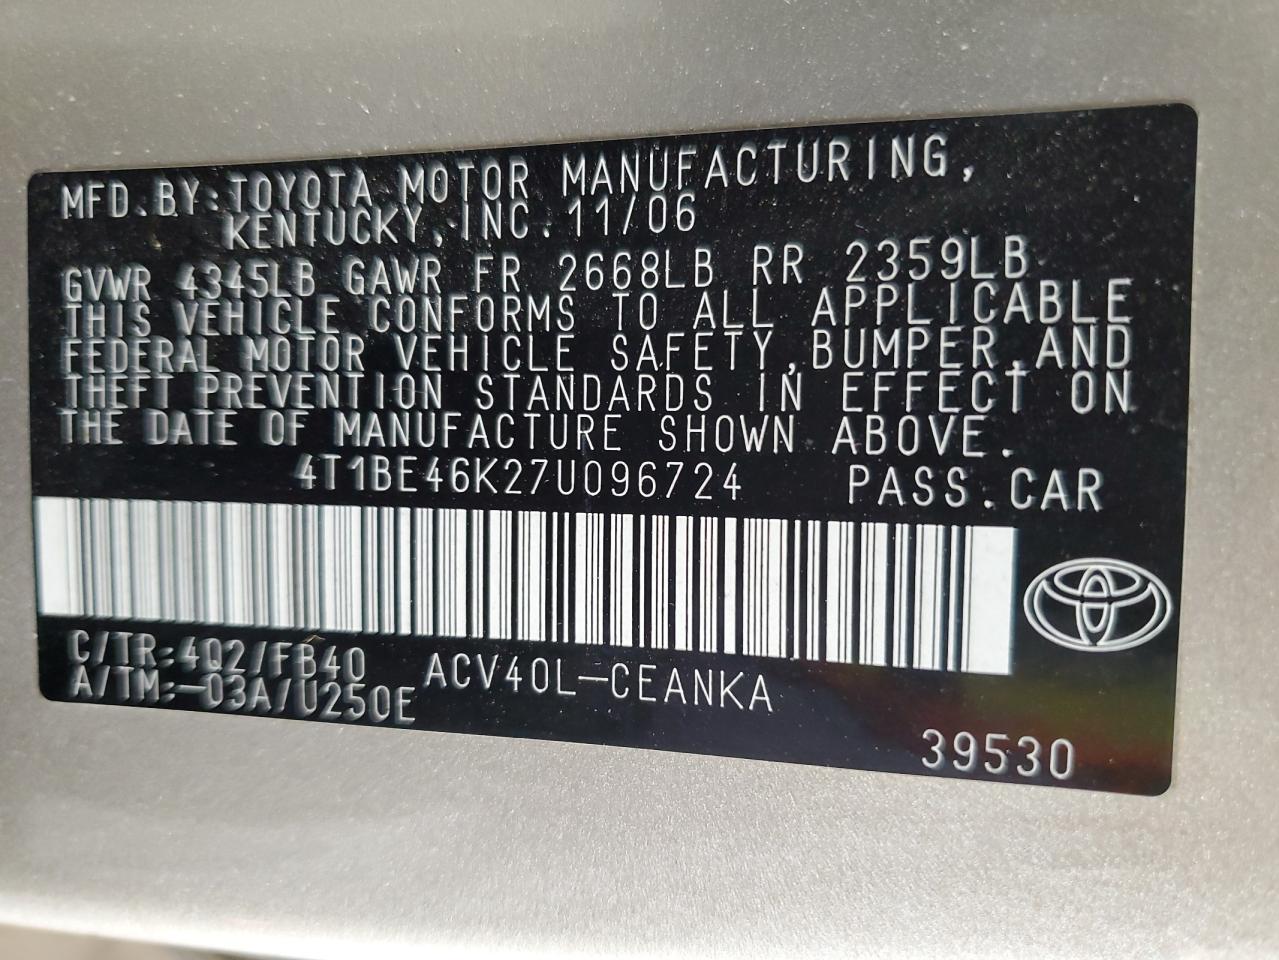 MFD.BY:TOYOTA MOTOR MANUFACTURING,
KENTUCKY,INC.11/06
GVWR 4345LB GAWR FR 2668LB RR 2359LB
THIS VEHICLE CONFORMS TO ALL APPLICABLE
FEDERAL MOTOR VEHICLE SAFETY,BUMPER,AND
THEFT PREVENTION STANDARDS IN EFFECT ON
THE DATE OF MANUFACTURE SHOWN ABOVE.
4T1BE46K27U096724 PASS.CAR
C/TR:402/FB40 ACV40L-CEANKA
A/TM:-03A/U250E
39530